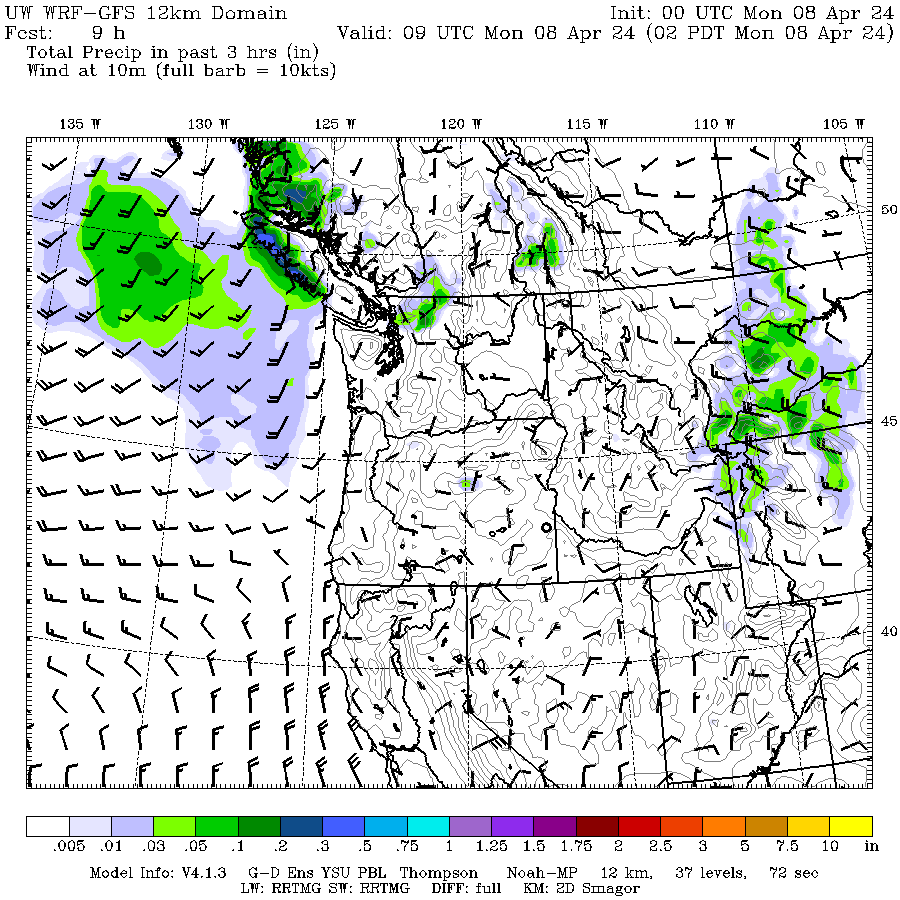 UW WRF-GFS 12km Domain Init: 00 UTC Mon 08 Apr 24
Fcst: 9 h Valid: 09 UTC Mon 08 Apr 24 (02 PDT Mon 08 Apr 24)
Total Precip in past 3 hrs (in)
Wind at 10m (full barb = 10kts)
135 W 130 W 125 W 120 W 115 W 110 W 105 W
50
45
40
.005 .01 .03 .05 .1 .2 .3 .5 .75 1 1.25 1.5 1.75 2 2.5 3 5 7.5 10 in
Model Info: V4.1.3 G-D Ens YSU PBL Thompson Noah-MP 12 km, 37 levels, 72 sec
LW: RRTMG SW: RRTMG DIFF: full KM: 2D Smagor